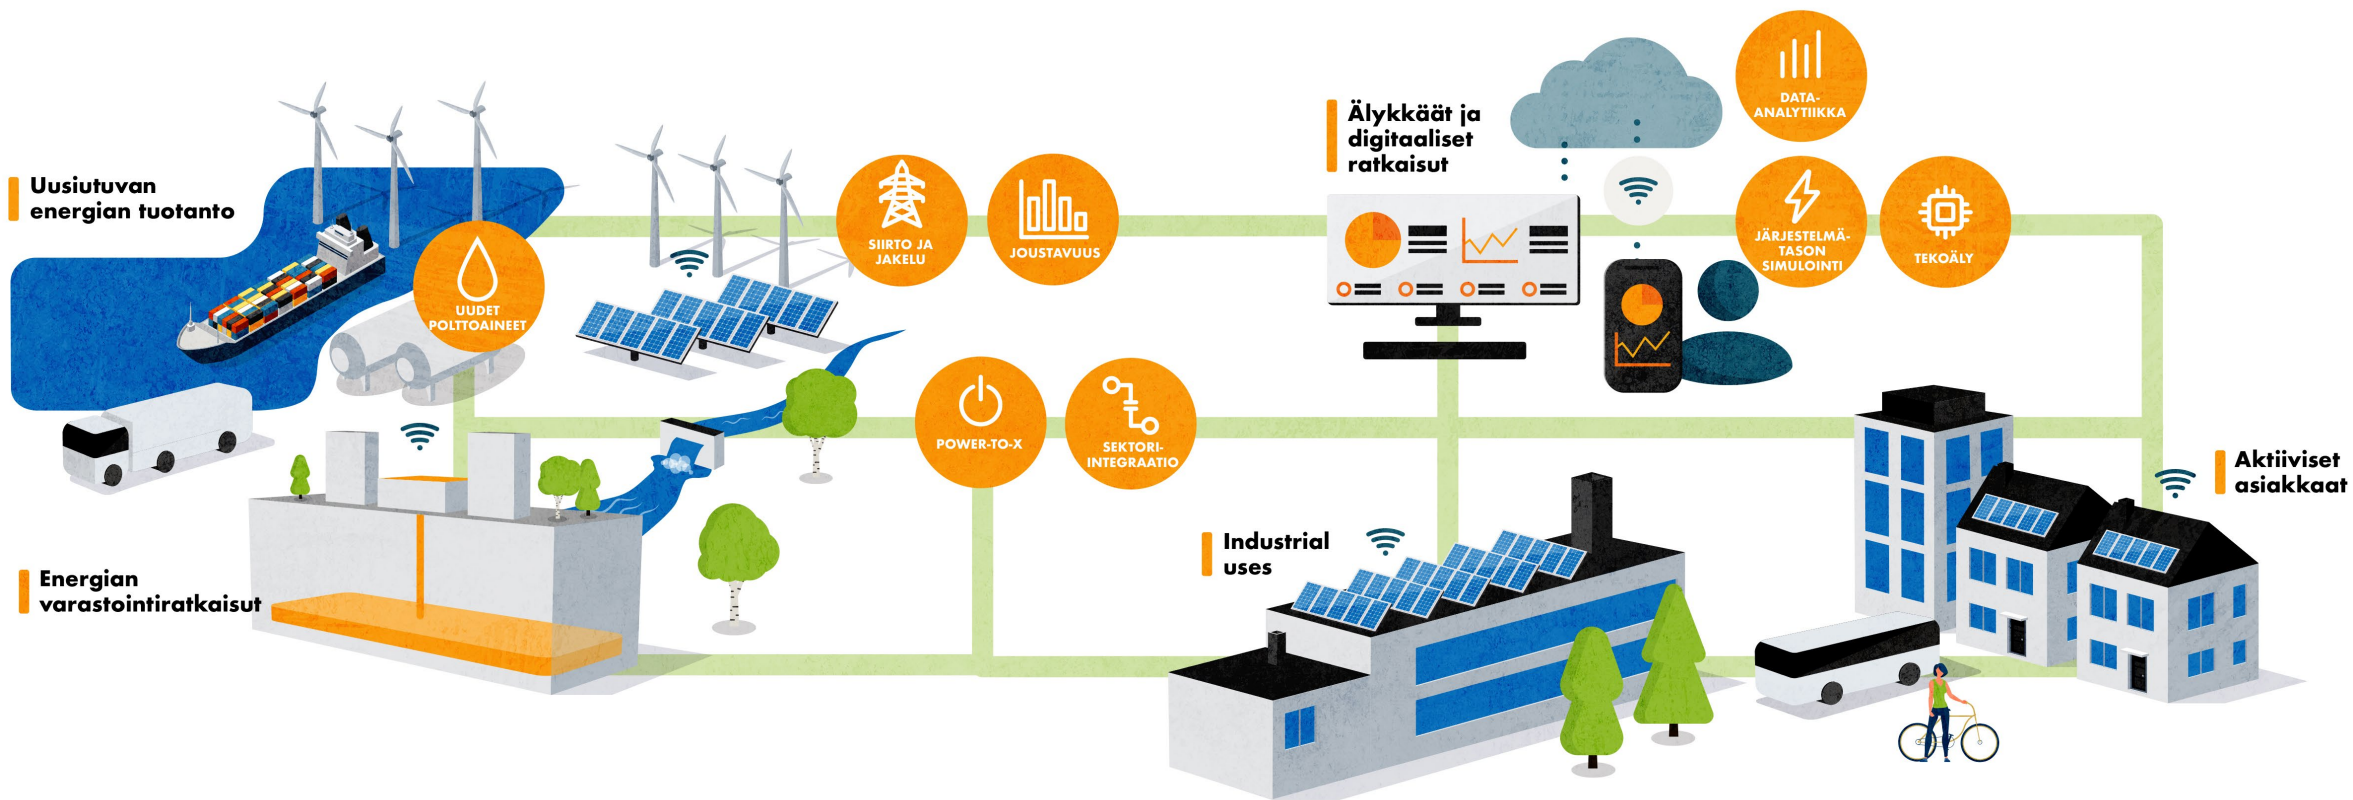 Uusiutuvan
energian tuotanto
UUDET
POLTTOAINEET
SIIRTO JA
JAKELU
JOUSTAVUUS
Älykkäät ja
digitaaliset
ratkaisut
DATA-
ANALYTIIKKA
JÄRJESTELMÄ-
TASON
SIMULOINTI
TEKOÄLY
POWER-TO-X
SEKTORI-
INTEGRAATIO
Aktiiviset
asiakkaat
Industrial
uses
Energian
varastointiratkaisut